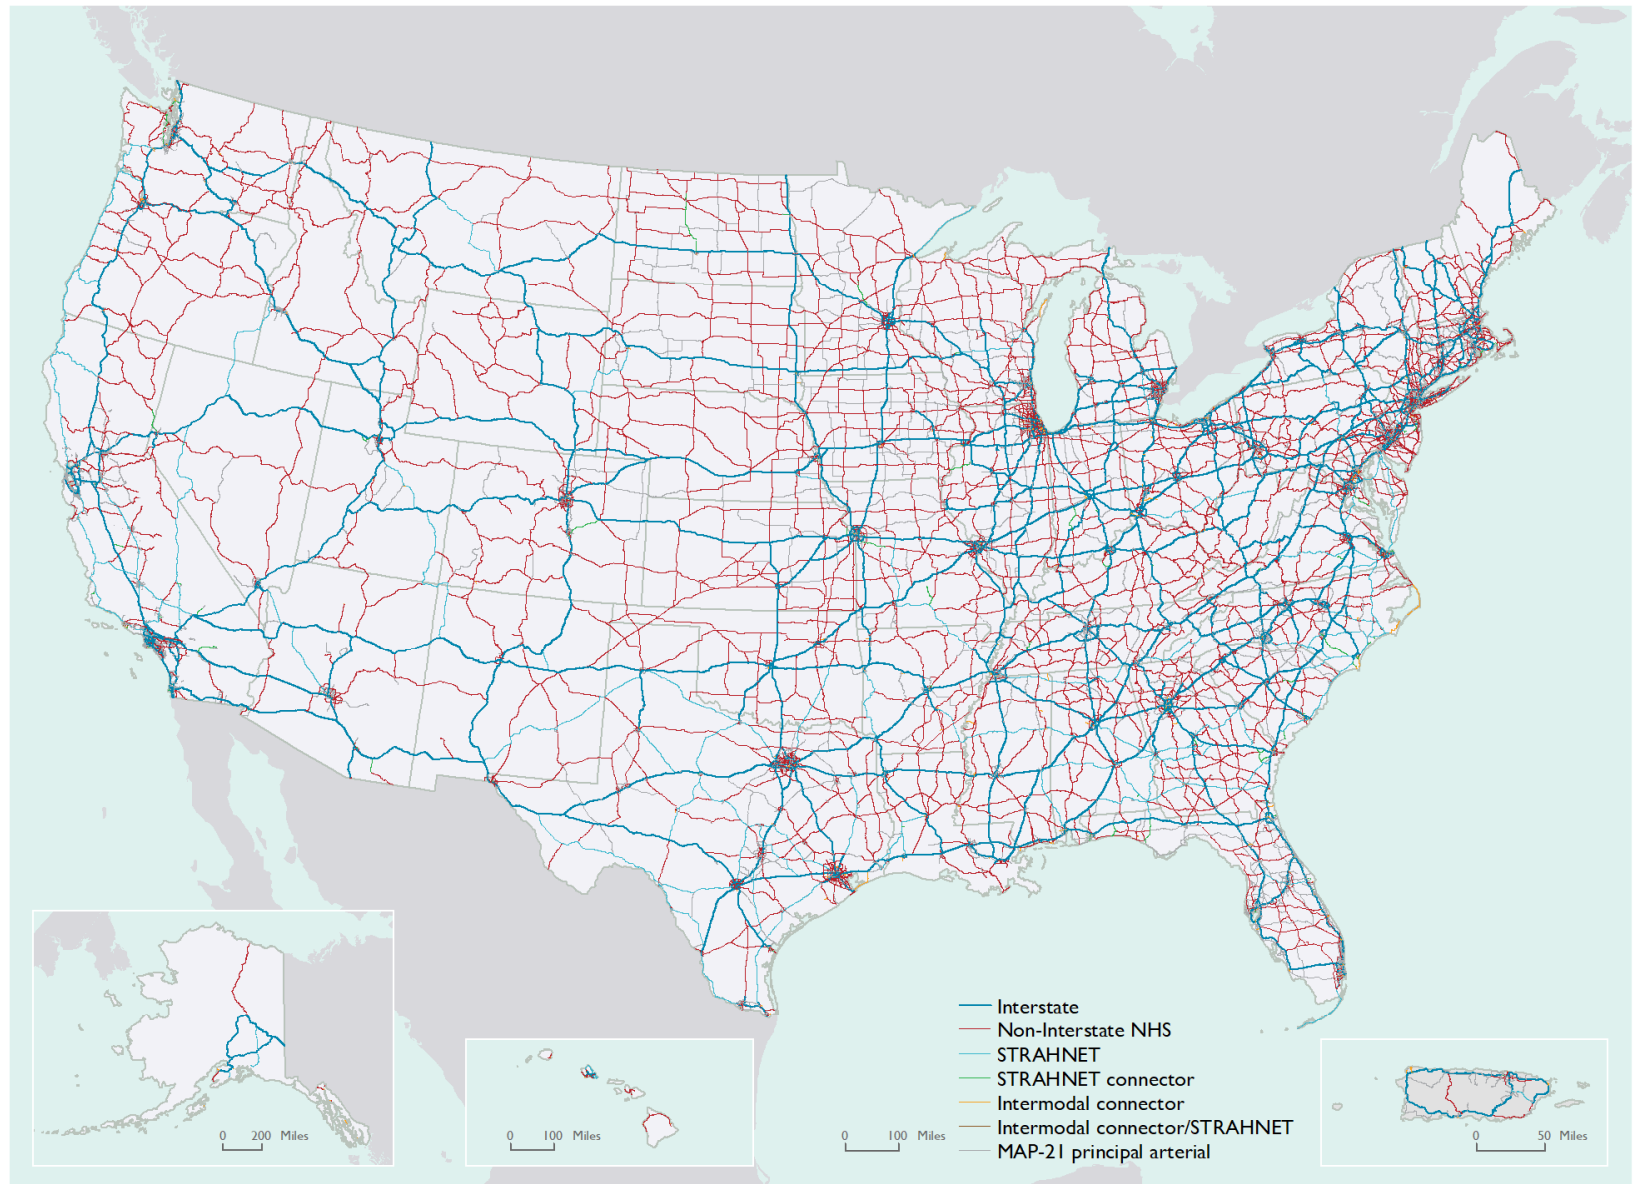 Interstate
Non-Interstate NHS
STRAHNET
STRAHNET connector
Intermodal connector
Intermodal connector/STRAHNET
MAP-21 principal arterial
0 200 Miles
0 100 Miles
0 100 Miles
0 50 Miles